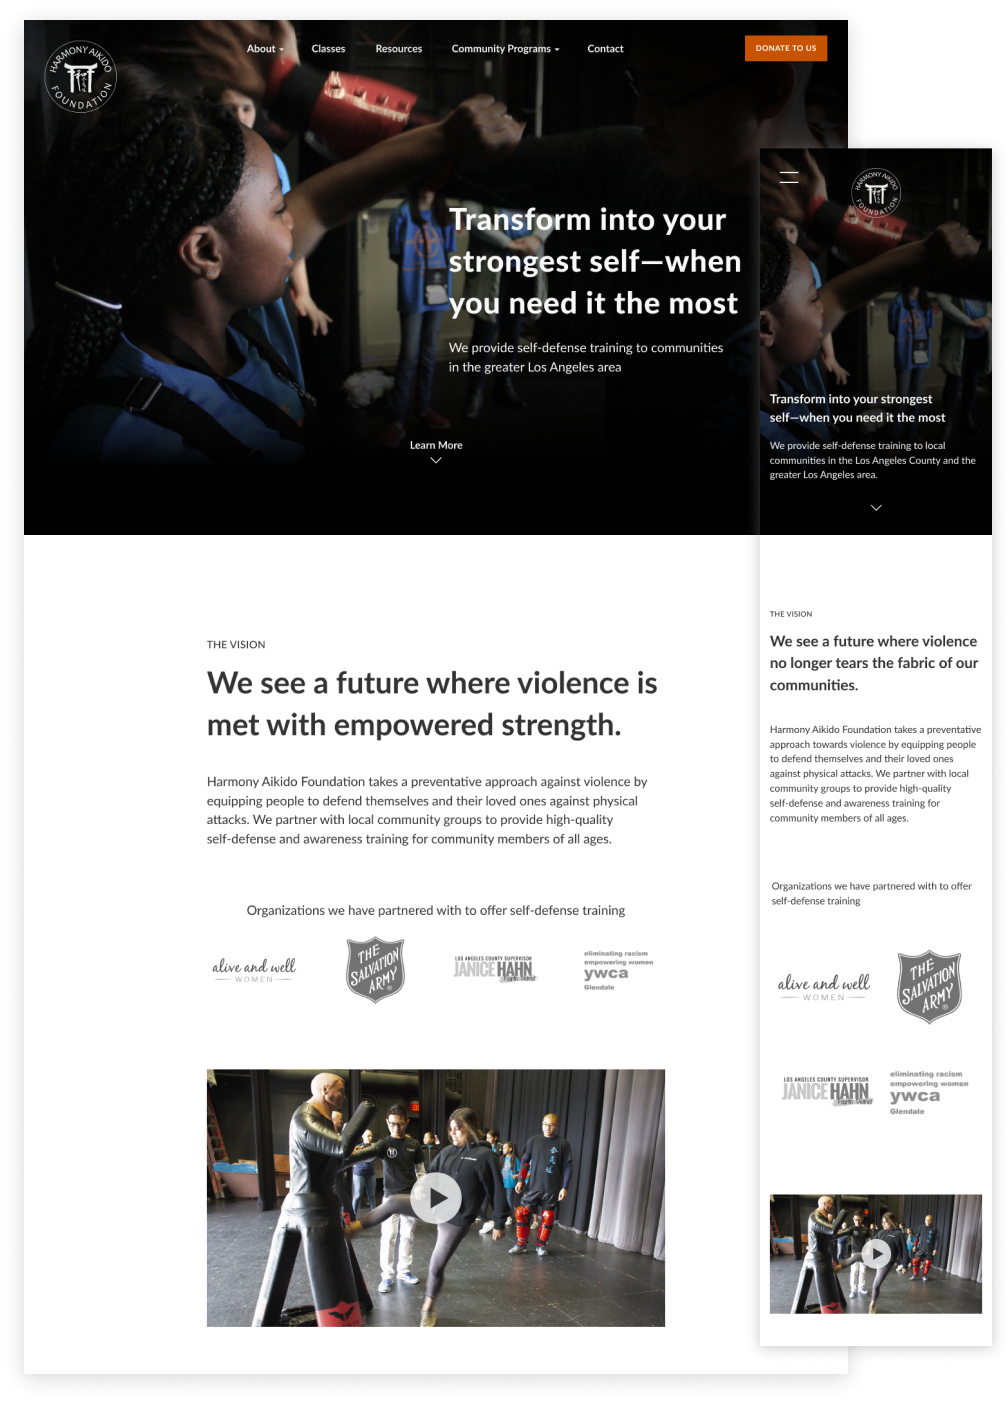 HARMONY AIKIDO
FOUNDATION
About
Classes
Resources
Community Programs
Contact
DONATE TO US
Transform into your
strongest self—when
you need it the most
We provide self-defense training to communities
in the greater Los Angeles area
Learn More
THE VISION
We see a future where violence is
met with empowered strength.
Harmony Aikido Foundation takes a preventative approach against violence by
equipping people to defend themselves and their loved ones against physical
attacks. We partner with local community groups to provide high-quality
self-defense and awareness training for community members of all ages.
Organizations we have partnered with to offer self-defense training
alive and well
WOMEN
THE
SALVATION
ARMY
LOS ANGELES COUNTY SUPERVISOR
JANICE HAHN
Fourth District
eliminating racism
empowering women
ywca
Glendale
HARMONY AIKIDO
FOUNDATION
Transform into your strongest
self—when you need it the most
We provide self-defense training to local
communities in the Los Angeles County and the
greater Los Angeles area.
THE VISION
We see a future where violence
no longer tears the fabric of our
communities.
Harmony Aikido Foundation takes a preventative
approach towards violence by equipping people
to defend themselves and their loved ones
against physical attacks. We partner with local
community groups to provide high-quality
self-defense and awareness training for
community members of all ages.
Organizations we have partnered with to offer
self-defense training
alive and well
WOMEN
THE
SALVATION
ARMY
LOS ANGELES COUNTY SUPERVISOR
JANICE HAHN
Fourth District
eliminating racism
empowering women
ywca
Glendale